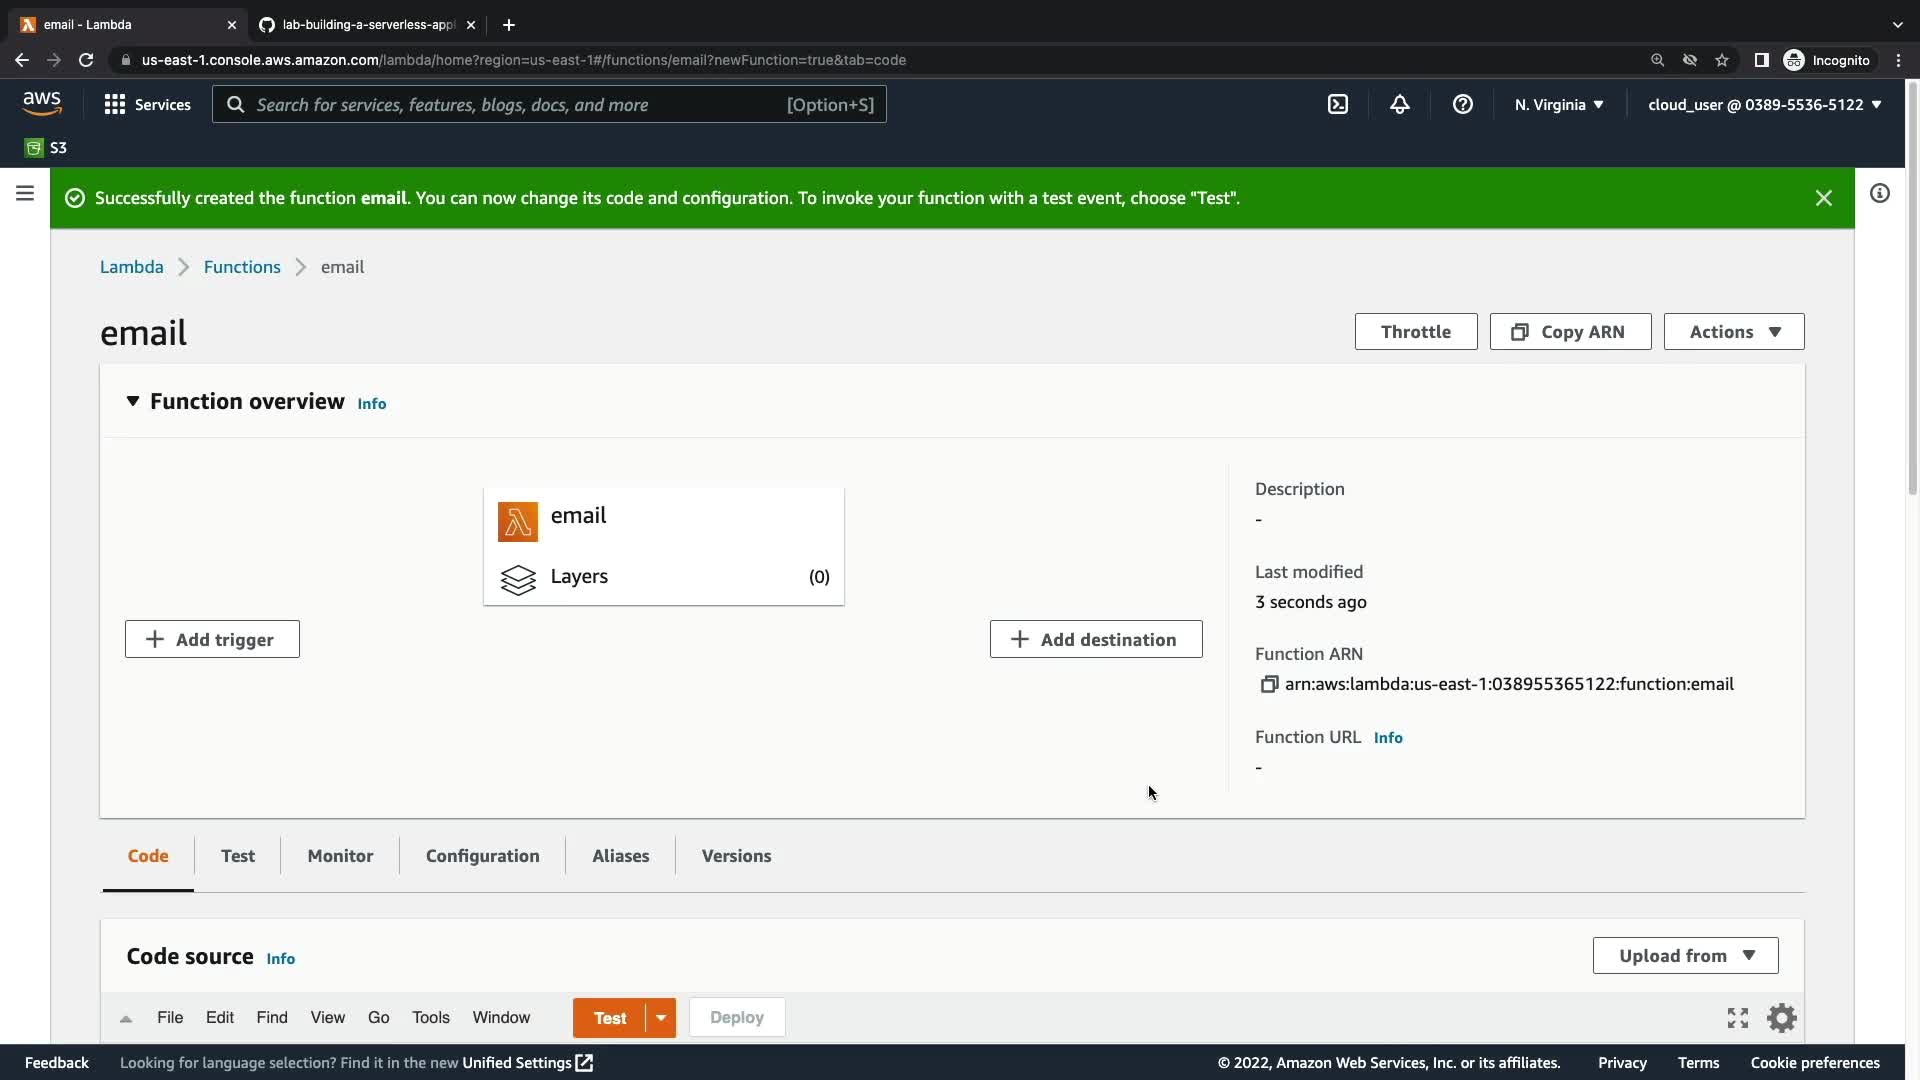 email - Lambda
lab-building-a-serverless-appl
us-east-1.console.aws.amazon.com/lambda/home?region=us-east-1#/functions/email?newFunction=true&tab=code
Incognito
aws
Services
Search for services, features, blogs, docs, and more
[Option+S]
N. Virginia
cloud_user @ 0389-5536-5122
S3
Successfully created the function email. You can now change its code and configuration. To invoke your function with a test event, choose "Test".
Lambda
Functions
email
email
Throttle
Copy ARN
Actions
Function overview
Info
email
Layers
(0)
Add trigger
Add destination
Description
-
Last modified
3 seconds ago
Function ARN
arn:aws:lambda:us-east-1:038955365122:function:email
Function URL
Info
-
Code
Test
Monitor
Configuration
Aliases
Versions
Code source
Info
Upload from
File
Edit
Find
View
Go
Tools
Window
Test
Deploy
Feedback
Looking for language selection? Find it in the new Unified Settings
© 2022, Amazon Web Services, Inc. or its affiliates.
Privacy
Terms
Cookie preferences